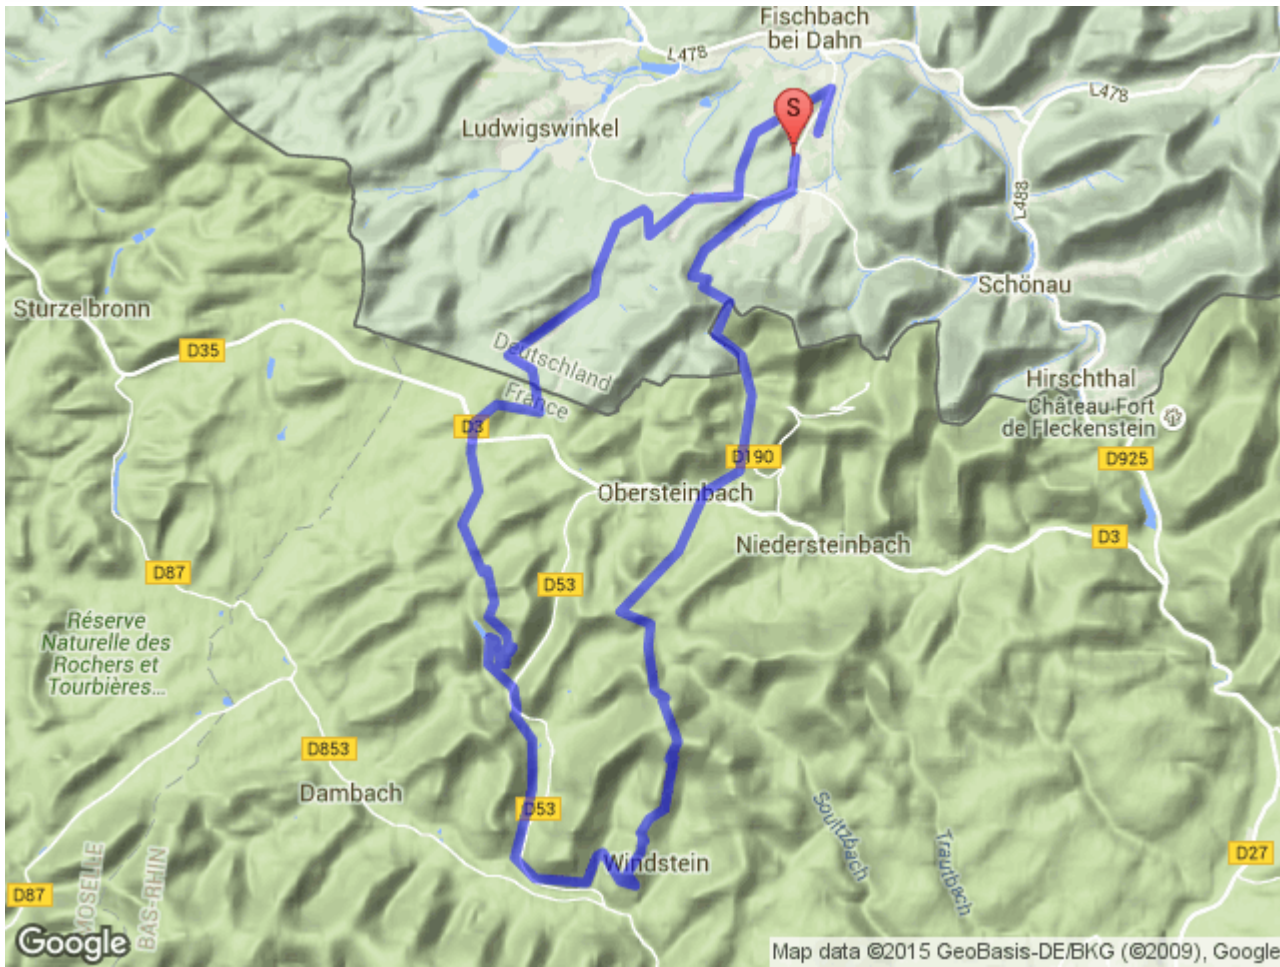 Fischbach
bei Dahn
L478
L478
S
Ludwigswinkel
L488
Schönau
Sturzelbronn
D35
Deutschland
France
Hirschthal
Château Fort
de Fleckenstein
D3
D190
D925
Obersteinbach
D3
Niedersteinbach
D87
D53
Réserve
Naturelle des
Rochers et
Tourbières...
D853
Dambach
D53
Soultzbach
Trautbach
Windstein
D27
D87
MOSELLE
BAS-RHIN
Google
Map data ©2015 GeoBasis-DE/BKG (©2009), Google